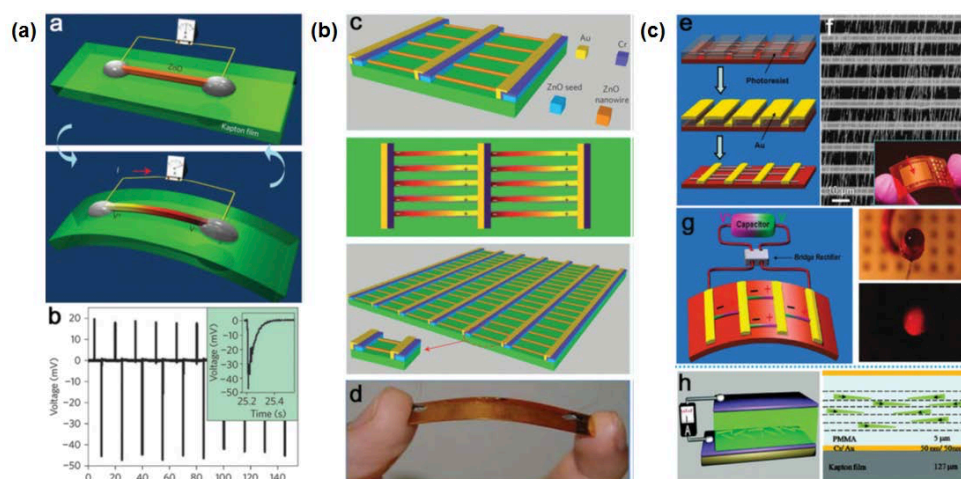 (a)
a
ZnO
Kapton film
I
V+
V-
b
Voltage (mV)
20
10
0
−10
−20
−30
−40
−50
0 20 40 60 80 100 120 140
Voltage (mV)
0
−10
−20
−30
−40
−50
25.2 25.4
Time (s)
(b)
c
Au
Cr
ZnO seed
ZnO
nanowire
d
(c)
e
Photoresist
Au
f
g
Capacitor
Bridge Rectifier
h
PMMA 5 μm
Cr/Au 50 nm/ 50nm
Kapton film 127 μm